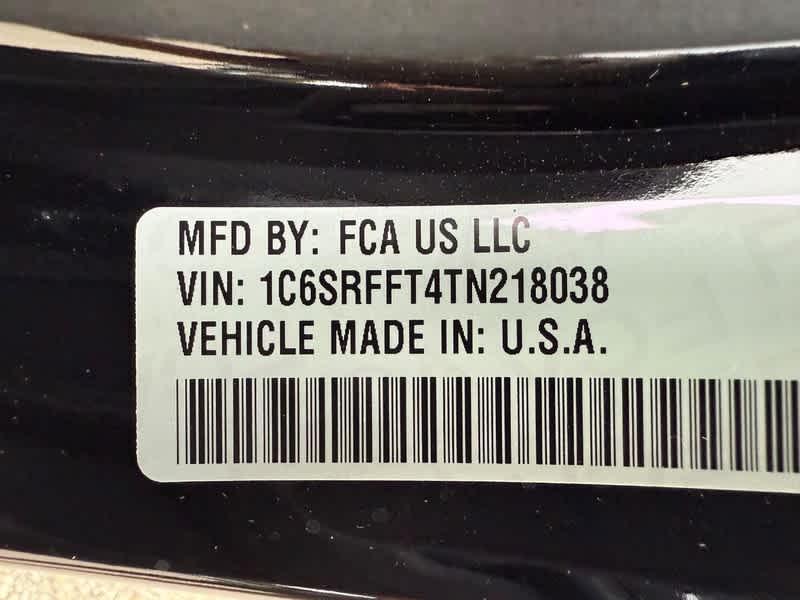 MFD BY: FCA US LLC
VIN: 1C6SRFFT4TN218038
VEHICLE MADE IN: U.S.A.